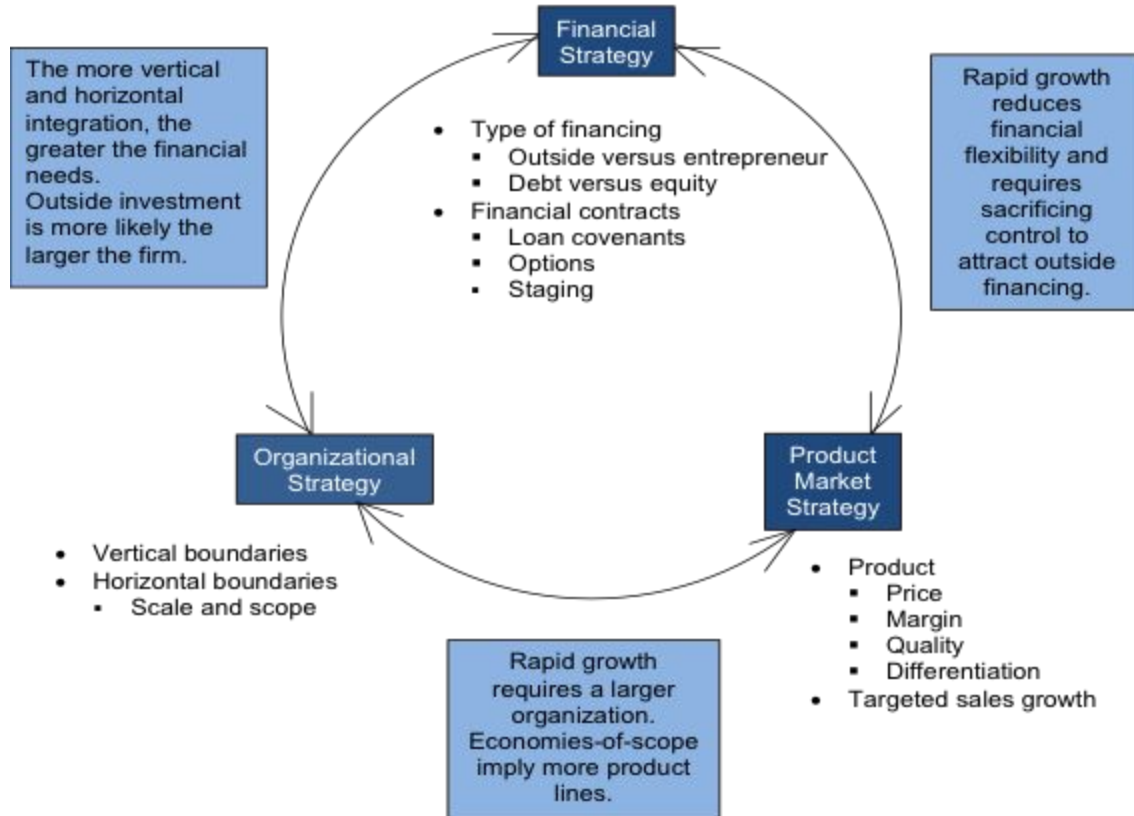 Financial
Strategy
The more vertical
and horizontal
integration, the
greater the financial
needs.
Outside investment
is more likely the
larger the firm.
• Type of financing
▪ Outside versus entrepreneur
▪ Debt versus equity
• Financial contracts
▪ Loan covenants
▪ Options
▪ Staging
Rapid growth
reduces
financial
flexibility and
requires
sacrificing
control to
attract outside
financing.
Organizational
Strategy
• Vertical boundaries
• Horizontal boundaries
▪ Scale and scope
Product
Market
Strategy
• Product
▪ Price
▪ Margin
▪ Quality
▪ Differentiation
• Targeted sales growth
Rapid growth
requires a larger
organization.
Economies-of-scope
imply more product
lines.